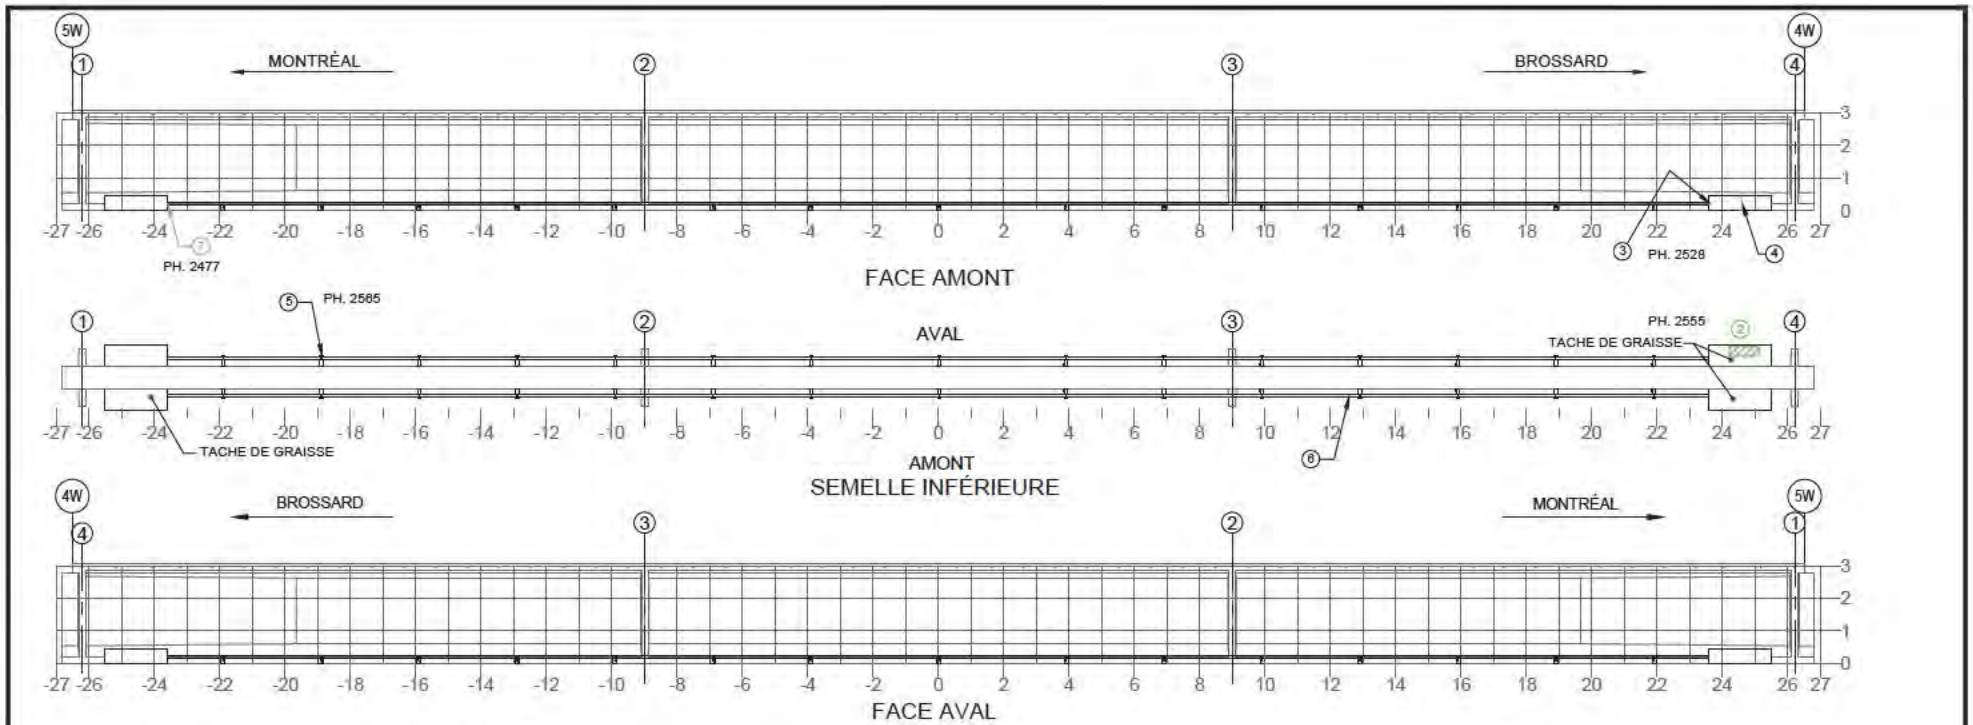 5W 4W
1 MONTRÉAL 2 3 BROSSARD 4
3
2
1
0
-27 -26 -24 -22 -20 -18 -16 -14 -12 -10 -8 -6 -4 -2 0 2 4 6 8 10 12 14 16 18 20 22 24 26 27
7 3 PH. 2528 4
PH. 2477
FACE AMONT
5 PH. 2565
1 2 AVAL 3 PH. 2555 2 4
TACHE DE GRAISSE
-27 -26 -24 -22 -20 -18 -16 -14 -12 -10 -8 -6 -4 -2 0 2 4 6 8 10 12 14 16 18 20 22 24 26 27
TACHE DE GRAISSE 6
AMONT
SEMELLE INFÉRIEURE
4W 5W
BROSSARD MONTRÉAL
4 3 2 1
3
2
1
0
-27 -26 -24 -22 -20 -18 -16 -14 -12 -10 -8 -6 -4 -2 0 2 4 6 8 10 12 14 16 18 20 22 24 26 27
FACE AVAL